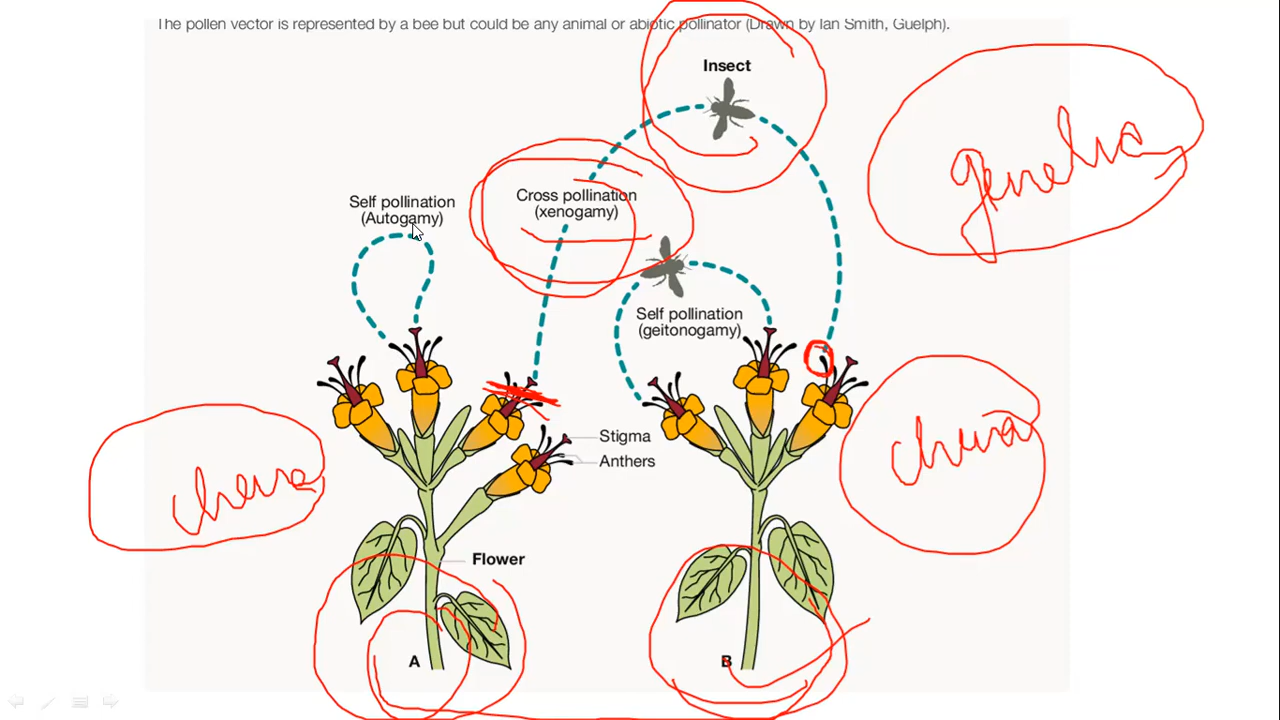 The pollen vector is represented by a bee but could be any animal or abiotic pollinator (Drawn by Ian Smith, Guelph).
Insect
Self pollination
(Autogamy)
Cross pollination
(xenogamy)
Self pollination
(geitonogamy)
Stigma
Anthers
Flower
A
B